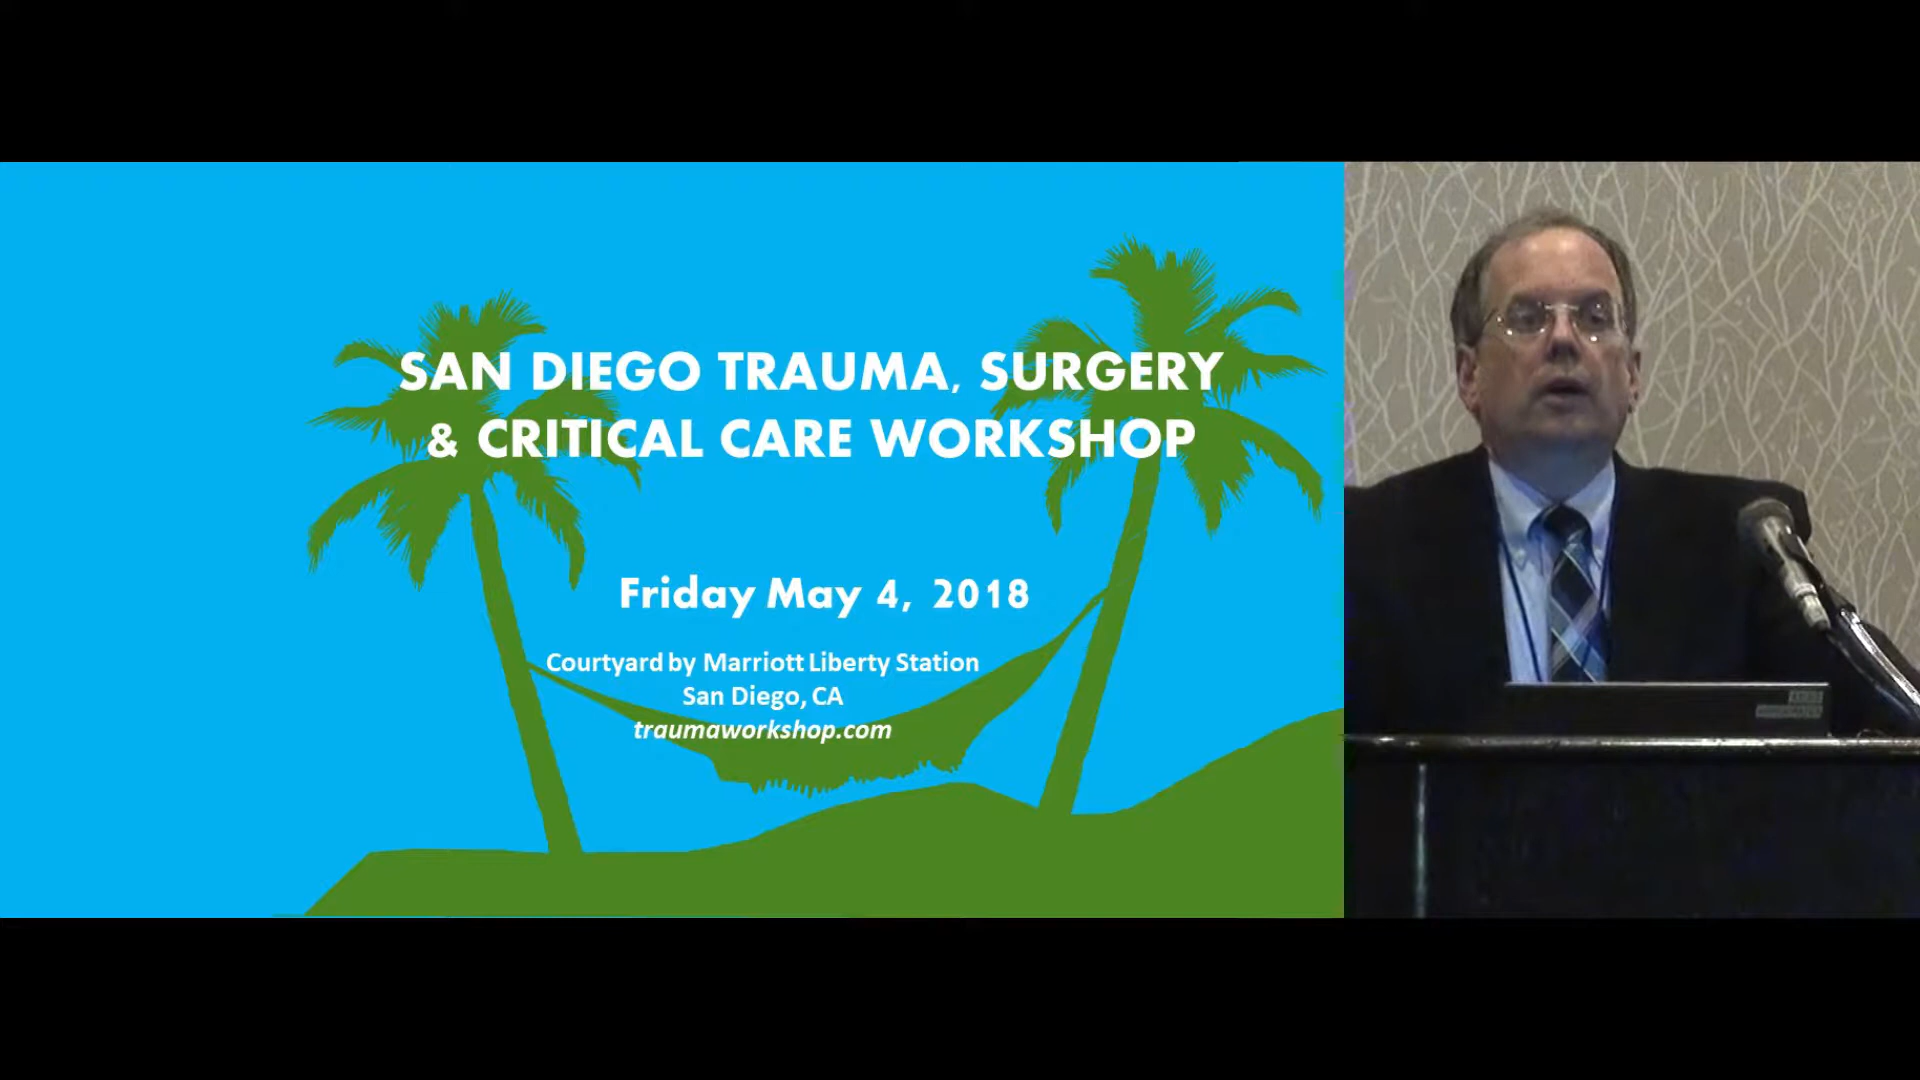 SAN DIEGO TRAUMA, SURGERY
& CRITICAL CARE WORKSHOP
Friday May 4, 2018
Courtyard by Marriott Liberty Station
San Diego, CA
traumaworkshop.com